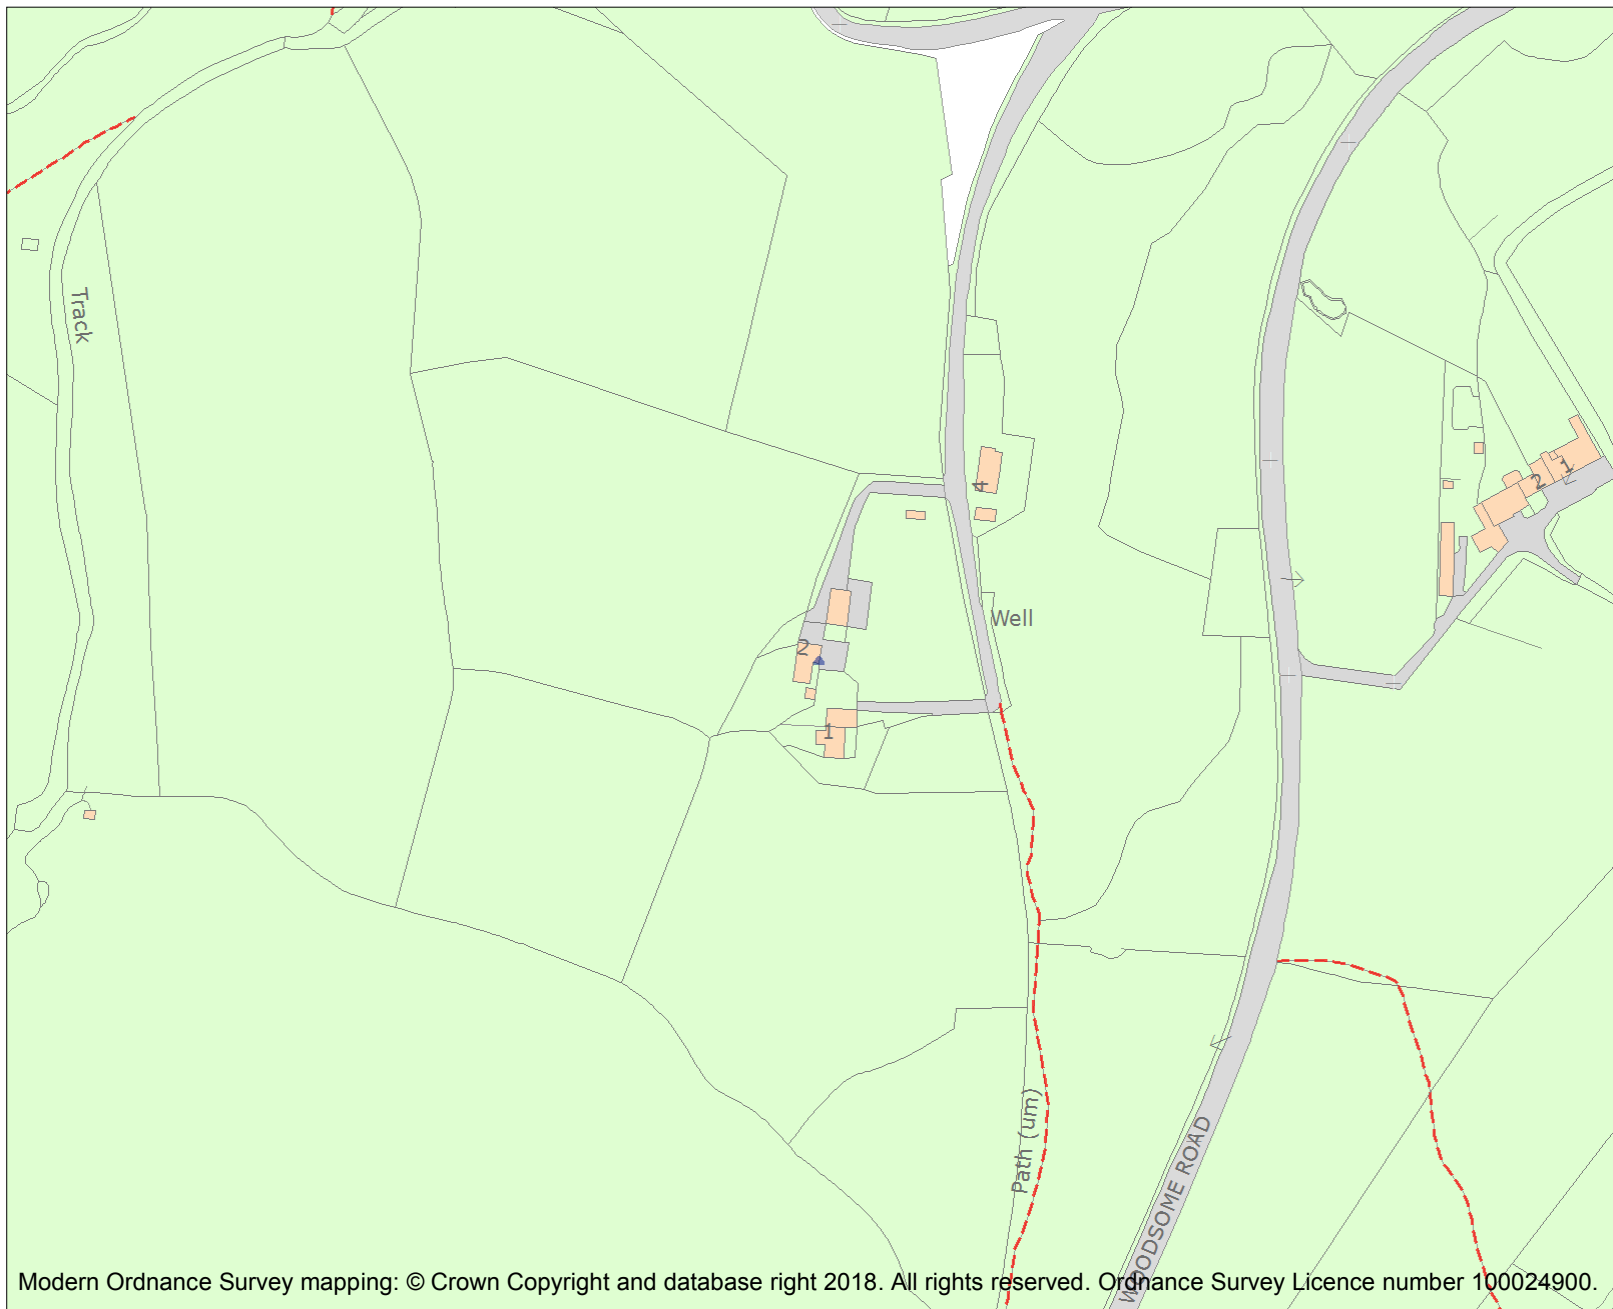 Track
4
1
2
Well
2
1
Path (um)
WOODSOME ROAD
Modern Ordnance Survey mapping: © Crown Copyright and database right 2018. All rights reserved. Ordnance Survey Licence number 100024900.